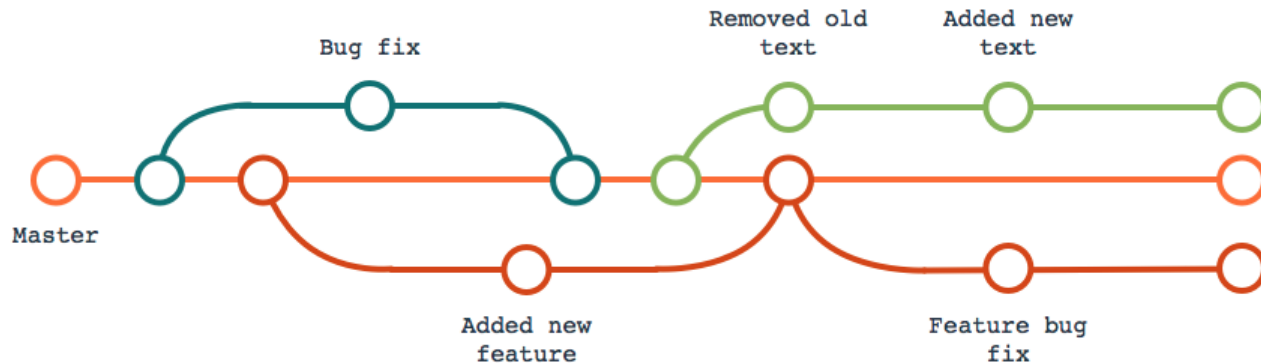 Removed old
text
Added new
text
Bug fix
Master
Added new
feature
Feature bug
fix